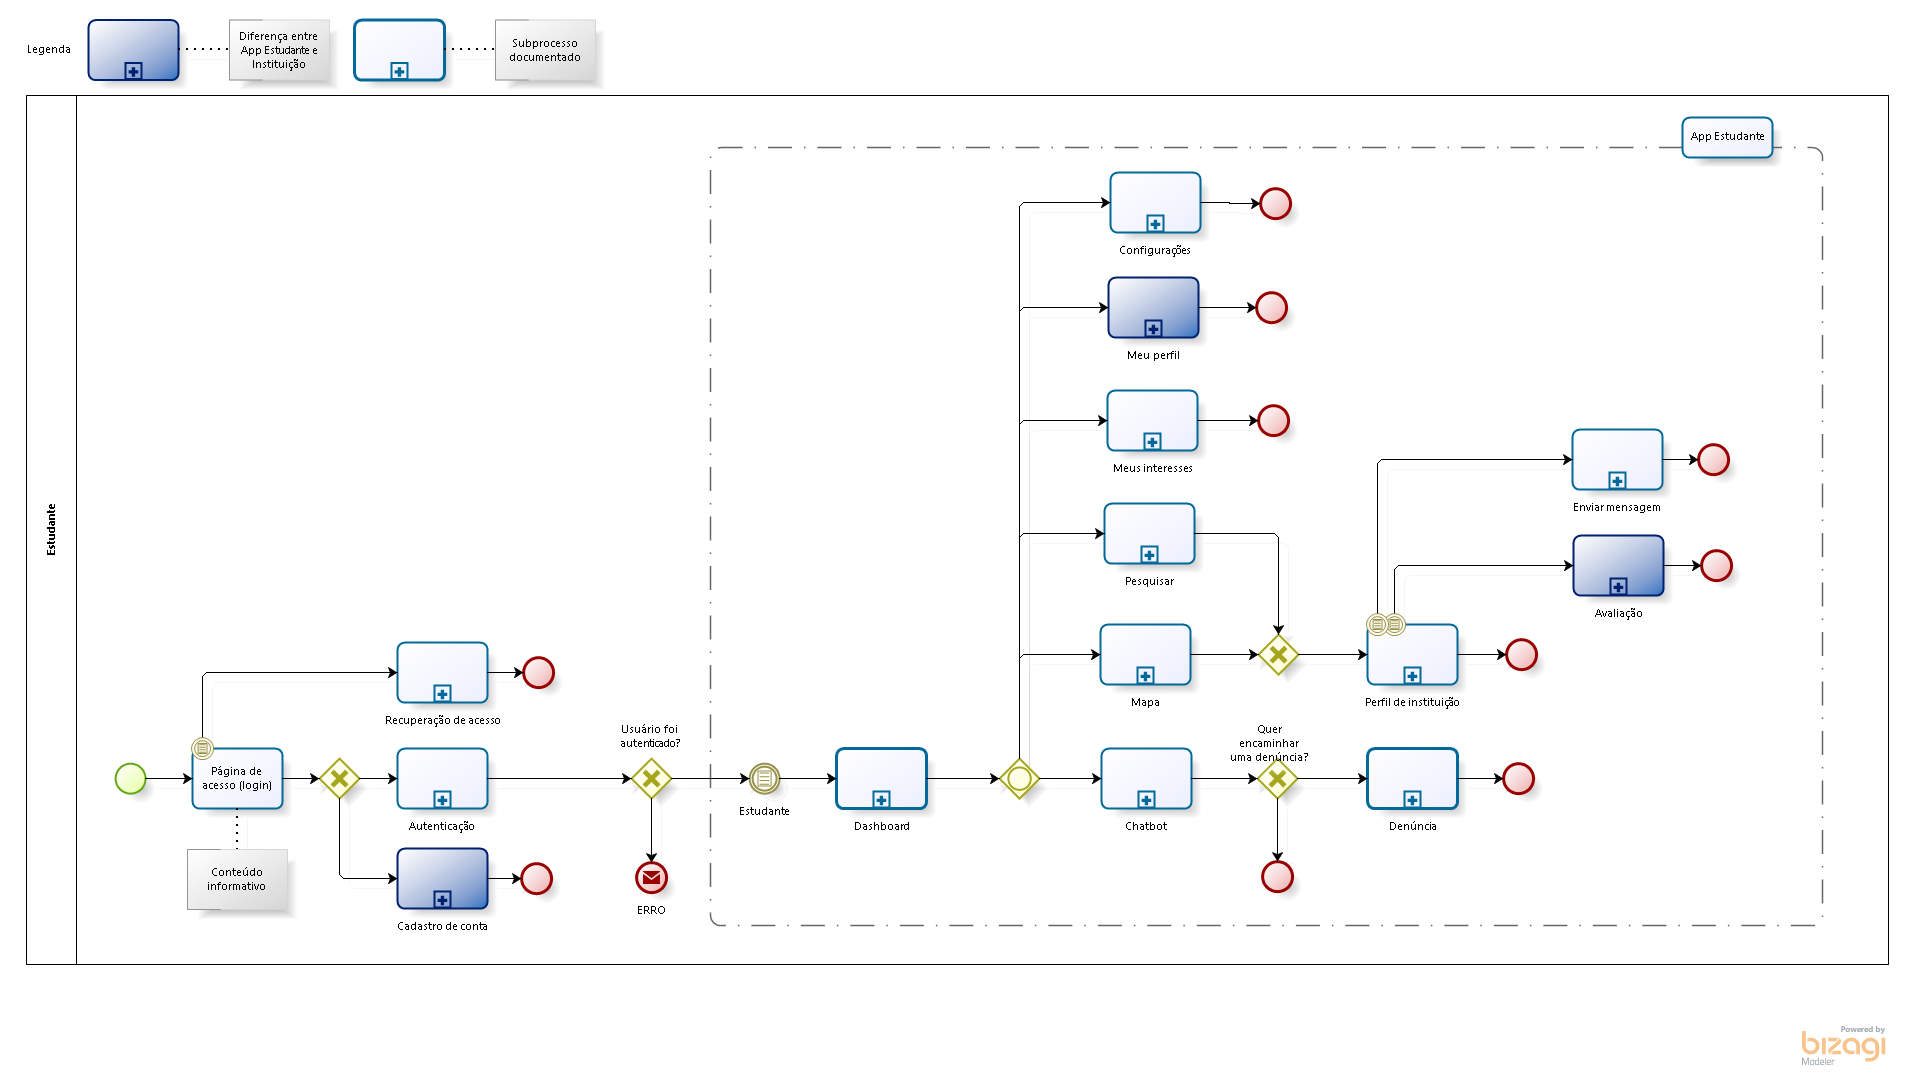 Legenda
Diferença entre
App Estudante e
Instituição
Subprocesso
documentado
App Estudante
Estudante
Configurações
Meu perfil
Meus interesses
Enviar mensagem
Pesquisar
Avaliação
Mapa
Perfil de instituição
Recuperação de acesso
Usuário foi
autenticado?
Quer
encaminhar
uma denúncia?
Página de
acesso (login)
Estudante
Autenticação
Dashboard
Chatbot
Denúncia
Conteúdo
informativo
ERRO
Cadastro de conta
Powered by
bizagi
Modeler